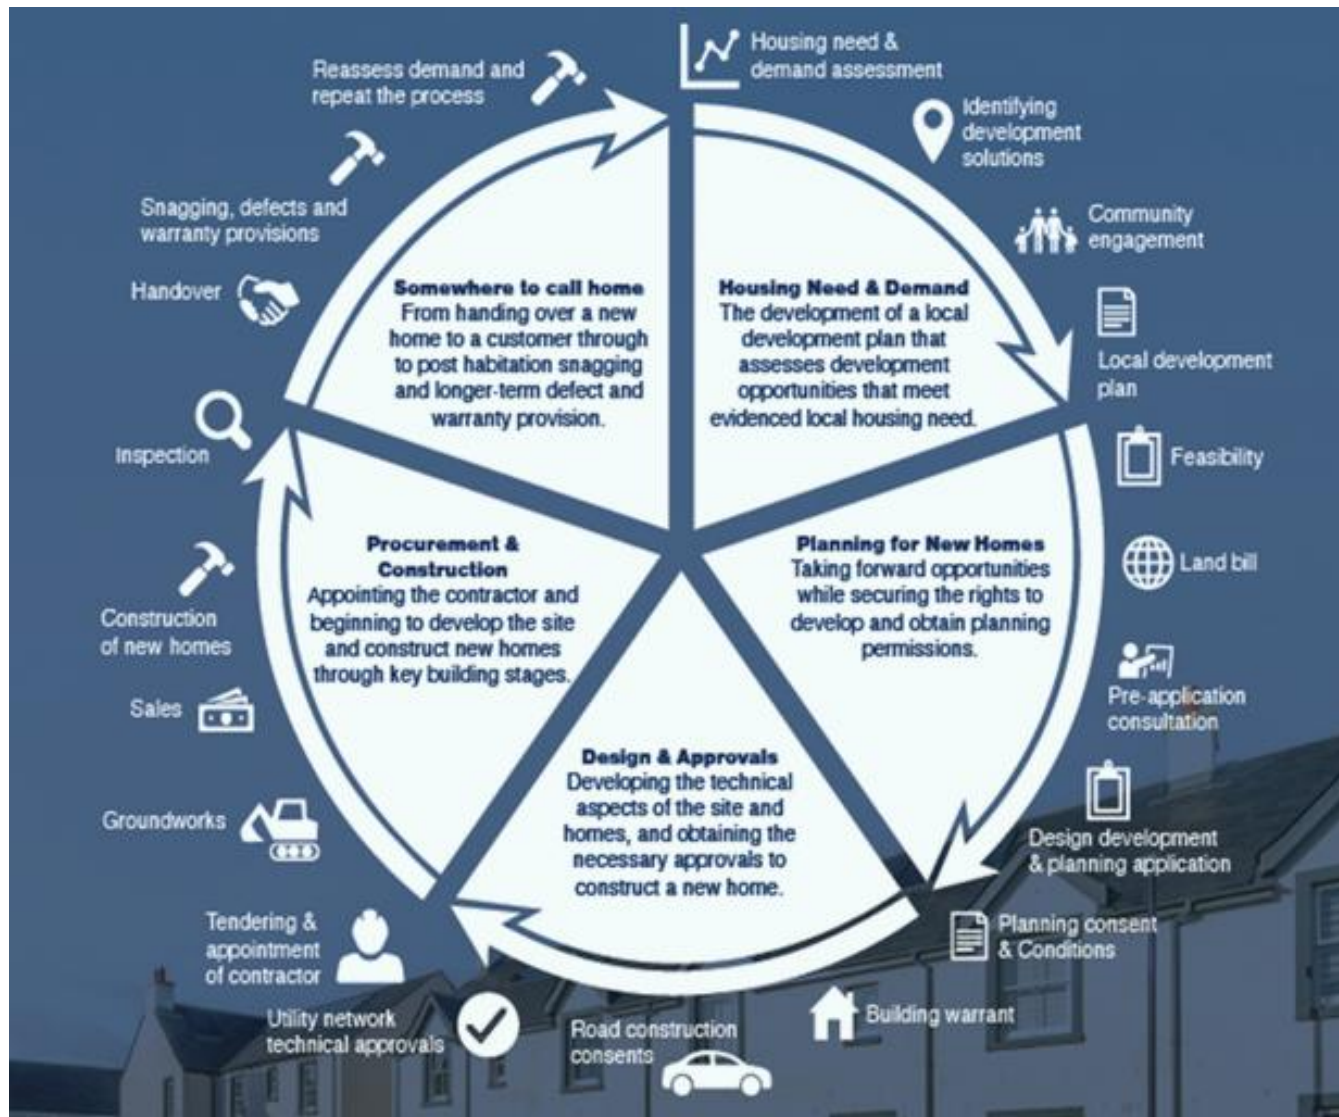 Housing need &
demand assessment
Identifying
development
solutions
Community
engagement
Local development
plan
Feasibility
Land bill
Pre-application
consultation
Design development
& planning application
Planning consent
& Conditions
Building warrant
Road construction
consents
Utility network
technical approvals
Tendering &
appointment
of contractor
Groundworks
Sales
Construction
of new homes
Inspection
Handover
Snagging, defects and
warranty provisions
Reassess demand and
repeat the process
Housing Need & Demand
The development of a local
development plan that
assesses development
opportunities that meet
evidenced local housing need.
Planning for New Homes
Taking forward opportunities
while securing the rights to
develop and obtain planning
permissions.
Design & Approvals
Developing the technical
aspects of the site and
homes, and obtaining the
necessary approvals to
construct a new home.
Procurement &
Construction
Appointing the contractor and
beginning to develop the site
and construct new homes
through key building stages.
Somewhere to call home
From handing over a new
home to a customer through
to post habitation snagging
and longer-term defect and
warranty provision.